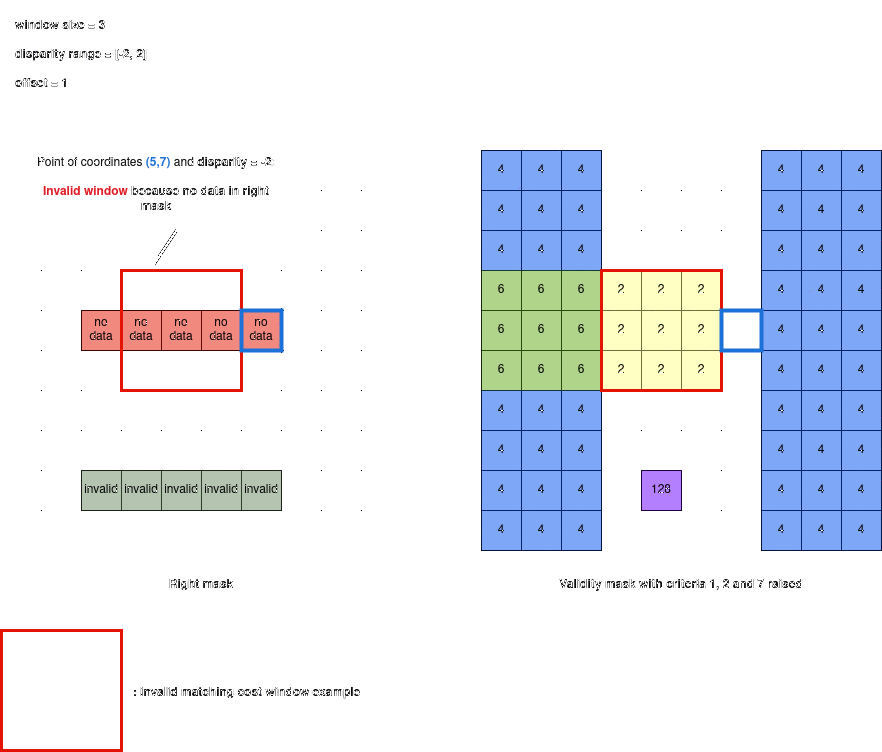 window size = 3
disparity range = [-2, 2]
offset = 1
Point of coordinates (5,7) and disparity = -2:
Invalid window because no data in right
mask
4 4 4 4 4 4
4 4 4 4 4 4
4 4 4 4 4 4
6 6 6 2 2 2 4 4 4
no data no data no data no data no data
6 6 6 2 2 2 4 4 4
6 6 6 2 2 2 4 4 4
4 4 4 4 4 4
4 4 4 4 4 4
invalid invalid invalid invalid invalid
4 4 4 128 4 4 4
4 4 4 4 4 4
Right mask
Validity mask with criteria 1, 2 and 7 raised
: Invalid matching cost window example